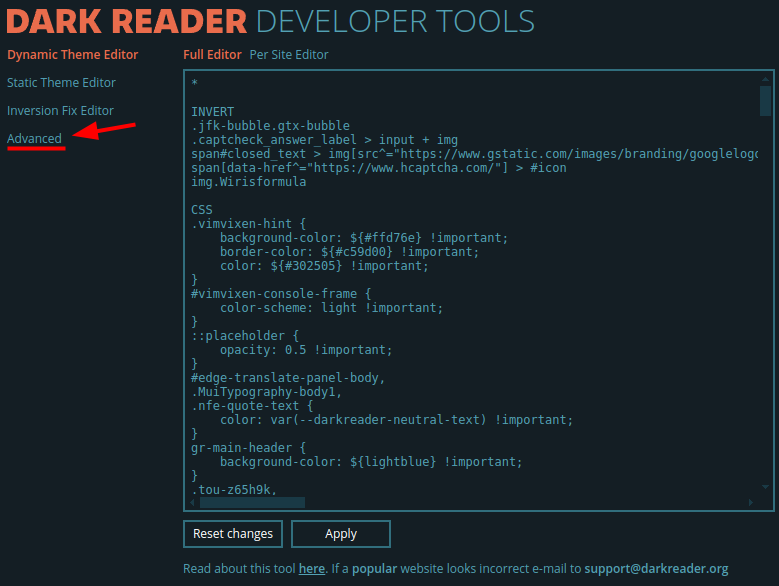 DARK READER DEVELOPER TOOLS
Dynamic Theme Editor
Static Theme Editor
Inversion Fix Editor
Advanced
Full Editor Per Site Editor
*
INVERT
.jfk-bubble.gtx-bubble
.captcheck_answer_label > input + img
span#closed_text > img[src^="https://www.gstatic.com/images/branding/googlelogo
span[data-href^="https://www.hcaptcha.com/"] > #icon
img.Wirisformula
CSS
.vimvixen-hint {
    background-color: ${#ffd76e} !important;
    border-color: ${#c59d00} !important;
    color: ${#302505} !important;
}
#vimvixen-console-frame {
    color-scheme: light !important;
}
::placeholder {
    opacity: 0.5 !important;
}
#edge-translate-panel-body,
.MuiTypography-body1,
.nfe-quote-text {
    color: var(--darkreader-neutral-text) !important;
}
gr-main-header {
    background-color: ${lightblue} !important;
}
.tou-z65h9k,
Reset changes Apply
Read about this tool here. If a popular website looks incorrect e-mail to support@darkreader.org